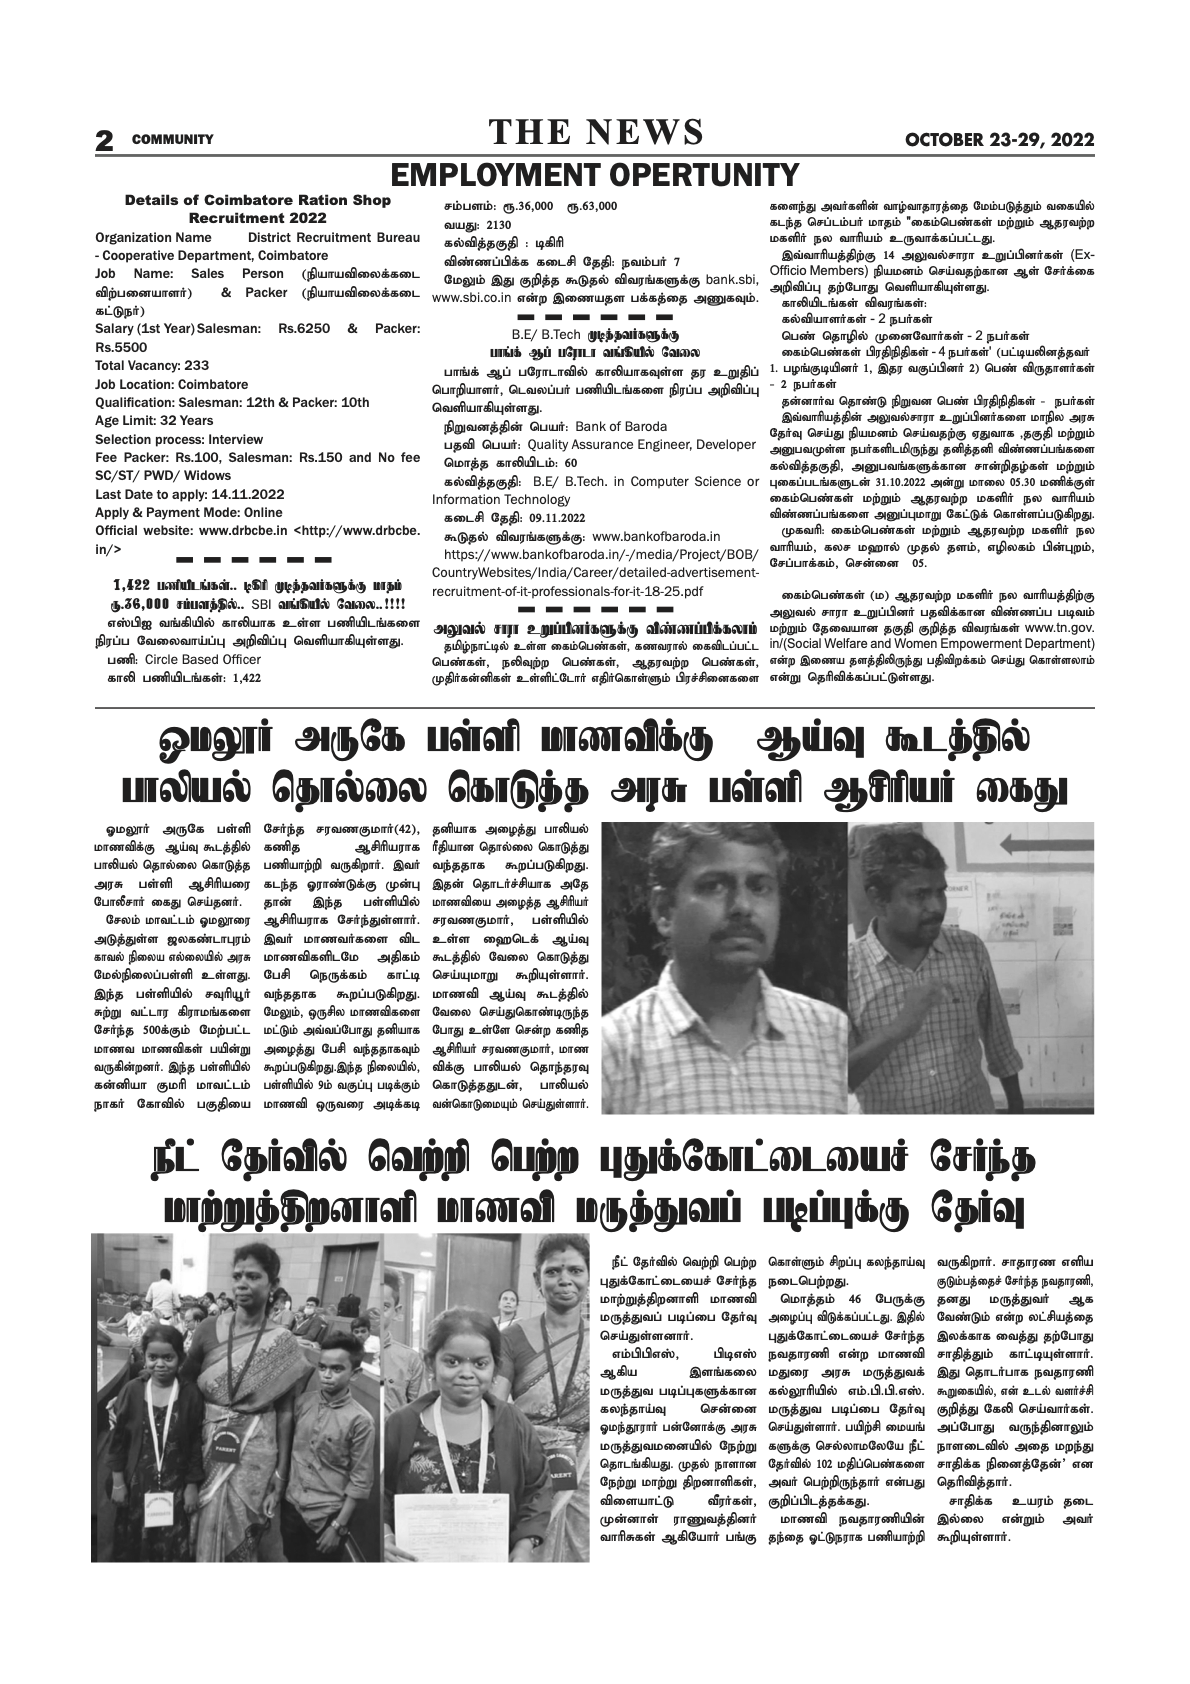 2 COMMUNITY
THE NEWS
OCTOBER 23-29, 2022
EMPLOYMENT OPERTUNITY
Details of Coimbatore Ration Shop
Recruitment 2022
Organization Name District Recruitment Bureau
- Cooperative Department, Coimbatore
Job Name: Sales Person (நியாயவிலைக்கடை
விற்பனையாளர்) & Packer (நியாயவிலைக்கடை
கட்டுநர்)
Salary (1st Year) Salesman: Rs.6250 & Packer:
Rs.5500
Total Vacancy: 233
Job Location: Coimbatore
Qualification: Salesman: 12th & Packer: 10th
Age Limit: 32 Years
Selection process: Interview
Fee Packer: Rs.100, Salesman: Rs.150 and No fee
SC/ST/ PWD/ Widows
Last Date to apply: 14.11.2022
Apply & Payment Mode: Online
Official website: www.drbcbe.in <http://www.drbcbe.
in/>
1,422 பணியிடங்கள்.. டிகிரி முடித்தவர்களுக்கு மாதம்
ரூ.36,000 சம்பளத்தில்.. SBI வங்கியில் வேலை..!!!!
எஸ்பிஐ வங்கியில் காலியாக உள்ள பணியிடங்களை
நிரப்ப வேலைவாய்ப்பு அறிவிப்பு வெளியாகியுள்ளது.
பணி: Circle Based Officer
காலி பணியிடங்கள்: 1,422
சம்பளம்: ரூ.36,000 ரூ.63,000
வயது: 2130
கல்வித்தகுதி : டிகிரி
விண்ணப்பிக்க கடைசி தேதி: நவம்பர் 7
மேலும் இது குறித்த கூடுதல் விவரங்களுக்கு bank.sbi,
www.sbi.co.in என்ற இணையதள பக்கத்தை அணுகவும்.
B.E/ B.Tech முடித்தவர்களுக்கு
பாங்க் ஆப் பரோடா வங்கியில் வேலை
பாங்க் ஆப் பரோடாவில் காலியாகவுள்ள தர உறுதிப்
பொறியாளர், டெவலப்பர் பணியிடங்களை நிரப்ப அறிவிப்பு
வெளியாகியுள்ளது.
நிறுவனத்தின் பெயர்: Bank of Baroda
பதவி பெயர்: Quality Assurance Engineer, Developer
மொத்த காலியிடம்: 60
கல்வித்தகுதி: B.E/ B.Tech. in Computer Science or
Information Technology
கடைசி தேதி: 09.11.2022
கூடுதல் விவரங்களுக்கு: www.bankofbaroda.in
https://www.bankofbaroda.in/-/media/Project/BOB/
CountryWebsites/India/Career/detailed-advertisement-
recruitment-of-it-professionals-for-it-18-25.pdf
அலுவல் சாரா உறுப்பினர்களுக்கு விண்ணப்பிக்கலாம்
தமிழ்நாட்டில் உள்ள கைம்பெண்கள், கணவரால் கைவிடப்பட்ட
பெண்கள், நலிவுற்ற பெண்கள், ஆதரவற்ற பெண்கள்,
முதிர்கன்னிகள் உள்ளிட்டோர் எதிர்கொள்ளும் பிரச்சினைகளை
களைந்து அவர்களின் வாழ்வாதாரத்தை மேம்படுத்தும் வகையில்
கடந்த செப்டம்பர் மாதம் "கைம்பெண்கள் மற்றும் ஆதரவற்ற
மகளிர் நல வாரியம் உருவாக்கப்பட்டது.
இவ்வாரியத்திற்கு 14 அலுவல்சாரா உறுப்பினர்கள் (Ex-
Officio Members) நியமனம் செய்வதற்கான ஆள் சேர்க்கை
அறிவிப்பு தற்போது வெளியாகியுள்ளது.
காலியிடங்கள் விவரங்கள்:
கல்வியாளர்கள் - 2 நபர்கள்
பெண் தொழில் முனைவோர்கள் - 2 நபர்கள்
கைம்பெண்கள் பிரதிநிதிகள் - 4 நபர்கள்' (பட்டியலினத்தவர்
1. பழங்குடியினர் 1, இதர வகுப்பினர் 2) பெண் விருதாளர்கள்
- 2 நபர்கள்
தன்னார்வ தொண்டு நிறுவன பெண் பிரதிநிதிகள் - நபர்கள்
இவ்வாரியத்தின் அலுவல்சாரா உறுப்பினர்களை மாநில அரசு
தேர்வு செய்து நியமனம் செய்வதற்கு ஏதுவாக ,தகுதி மற்றும்
அனுபவமுள்ள நபர்களிடமிருந்து தனித்தனி விண்ணப்பங்களை
கல்வித்தகுதி, அனுபவங்களுக்கான சான்றிதழ்கள் மற்றும்
புகைப்படங்களுடன் 31.10.2022 அன்று மாலை 05.30 மணிக்குள்
கைம்பெண்கள் மற்றும் ஆதரவற்ற மகளிர் நல வாரியம்
விண்ணப்பங்களை அனுப்புமாறு கேட்டுக் கொள்ளப்படுகிறது.
முகவரி: கைம்பெண்கள் மற்றும் ஆதரவற்ற மகளிர் நல
வாரியம், கலச மஹால் முதல் தளம், எழிலகம் பின்புறம்,
சேப்பாக்கம், சென்னை 05.
கைம்பெண்கள் (ம) ஆதரவற்ற மகளிர் நல வாரியத்திற்கு
அலுவல் சாரா உறுப்பினர் பதவிக்கான விண்ணப்ப படிவம்
மற்றும் தேவையான தகுதி குறித்த விவரங்கள் www.tn.gov.
in/(Social Welfare and Women Empowerment Department)
என்ற இணைய தளத்திலிருந்து பதிவிறக்கம் செய்து கொள்ளலாம்
என்று தெரிவிக்கப்பட்டுள்ளது.
ஓமலூர் அருகே பள்ளி மாணவிக்கு ஆய்வு கூடத்தில்
பாலியல் தொல்லை கொடுத்த அரசு பள்ளி ஆசிரியர் கைது
ஓமலூர் அருகே பள்ளி
மாணவிக்கு ஆய்வு கூடத்தில்
பாலியல் தொல்லை கொடுத்த
அரசு பள்ளி ஆசிரியரை
போலீசார் கைது செய்தனர்.
சேலம் மாவட்டம் ஓமலூரை
அடுத்துள்ள ஜலகண்டாபுரம்
காவல் நிலைய எல்லையில் அரசு
மேல்நிலைப்பள்ளி உள்ளது.
இந்த பள்ளியில் சவுரியூர்
சுற்று வட்டார கிராமங்களை
சேர்ந்த 500க்கும் மேற்பட்ட
மாணவ மாணவிகள் பயின்று
வருகின்றனர். இந்த பள்ளியில்
கன்னியா குமரி மாவட்டம்
நாகர் கோவில் பகுதியை
சேர்ந்த சரவணகுமார்(42),
கணித ஆசிரியராக
பணியாற்றி வருகிறார். இவர்
கடந்த ஓராண்டுக்கு முன்பு
தான் இந்த பள்ளியில்
ஆசிரியராக சேர்ந்துள்ளார்.
இவர் மாணவர்களை விட
மாணவிகளிடமே அதிகம்
பேசி நெருக்கம் காட்டி
வந்ததாக கூறப்படுகிறது.
மேலும், ஒருசில மாணவிகளை
மட்டும் அவ்வப்போது தனியாக
அழைத்து பேசி வந்ததாகவும்
கூறப்படுகிறது.இந்த நிலையில்,
பள்ளியில் 9ம் வகுப்பு படிக்கும்
மாணவி ஒருவரை அடிக்கடி
தனியாக அழைத்து பாலியல்
ரீதியான தொல்லை கொடுத்து
வந்ததாக கூறப்படுகிறது.
இதன் தொடர்ச்சியாக அதே
மாணவியை அழைத்த ஆசிரியர்
சரவணகுமார், பள்ளியில்
உள்ள ஹைடெக் ஆய்வு
கூடத்தில் வேலை கொடுத்து
செய்யுமாறு கூறியுள்ளார்.
மாணவி ஆய்வு கூடத்தில்
வேலை செய்துகொண்டிருந்த
போது உள்ளே சென்ற கணித
ஆசிரியர் சரவணகுமார், மாண
விக்கு பாலியல் தொந்தரவு
கொடுத்ததுடன், பாலியல்
வன்கொடுமையும் செய்துள்ளார்.
நீட் தேர்வில் வெற்றி பெற்ற புதுக்கோட்டையைச் சேர்ந்த
மாற்றுத்திறனாளி மாணவி மருத்துவப் படிப்புக்கு தேர்வு
PARENT
PARENT
நீட் தேர்வில் வெற்றி பெற்ற
புதுக்கோட்டையைச் சேர்ந்த
மாற்றுத்திறனாளி மாணவி
மருத்துவப் படிப்பை தேர்வு
செய்துள்ளனார்.
எம்பிபிஎஸ், பிடிஎஸ்
ஆகிய இளங்கலை
மருத்துவ படிப்புகளுக்கான
கலந்தாய்வு சென்னை
ஓமந்தூரார் பன்னோக்கு அரசு
மருத்துவமனையில் நேற்று
தொடங்கியது. முதல் நாளான
நேற்று மாற்று திறனாளிகள்,
விளையாட்டு வீரர்கள்,
முன்னாள் ராணுவத்தினர்
வாரிசுகள் ஆகியோர் பங்கு
கொள்ளும் சிறப்பு கலந்தாய்வு
நடைபெற்றது.
மொத்தம் 46 பேருக்கு
அழைப்பு விடுக்கப்பட்டது. இதில்
புதுக்கோட்டையைச் சேர்ந்த
நவதாரணி என்ற மாணவி
மதுரை அரசு மருத்துவக்
கல்லூரியில் எம்.பி.பி.எஸ்.
மருத்துவ படிப்பை தேர்வு
செய்துள்ளார். பயிற்சி மையங்
களுக்கு செல்லாமலேயே நீட்
தேர்வில் 102 மதிப்பெண்களை
அவர் பெற்றிருந்தார் என்பது
குறிப்பிடத்தக்கது.
மாணவி நவதாரணியின்
தந்தை ஓட்டுநராக பணியாற்றி
வருகிறார். சாதாரண எளிய
குடும்பத்தைச் சேர்ந்த நவதாரணி,
தனது மருத்துவர் ஆக
வேண்டும் என்ற லட்சியத்தை
இலக்காக வைத்து தற்போது
சாதித்தும் காட்டியுள்ளார்.
இது தொடர்பாக நவதாரணி
கூறுகையில், என் உடல் வளர்ச்சி
குறித்து கேலி செய்வார்கள்.
அப்போது வருந்தினாலும்
நாளடைவில் அதை மறந்து
சாதிக்க நினைத்தேன்' என
தெரிவித்தார்.
சாதிக்க உயரம் தடை
இல்லை என்றும் அவர்
கூறியுள்ளார்.